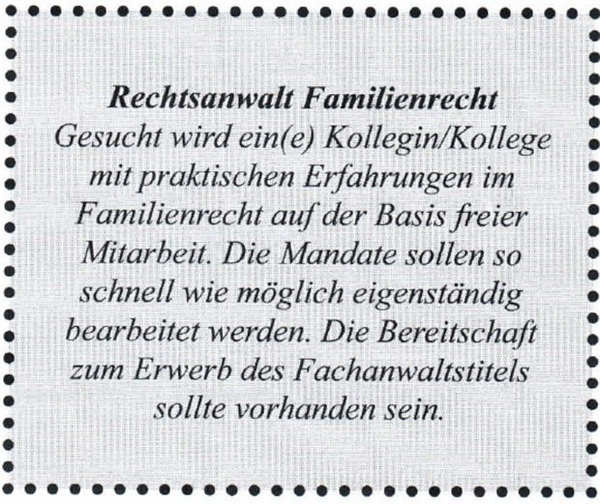 Rechtsanwalt Familienrecht
Gesucht wird ein(e) Kollegin/Kollege
mit praktischen Erfahrungen im
Familienrecht auf der Basis freier
Mitarbeit. Die Mandate sollen so
schnell wie möglich eigenständig
bearbeitet werden. Die Bereitschaft
zum Erwerb des Fachanwaltstitels
sollte vorhanden sein.